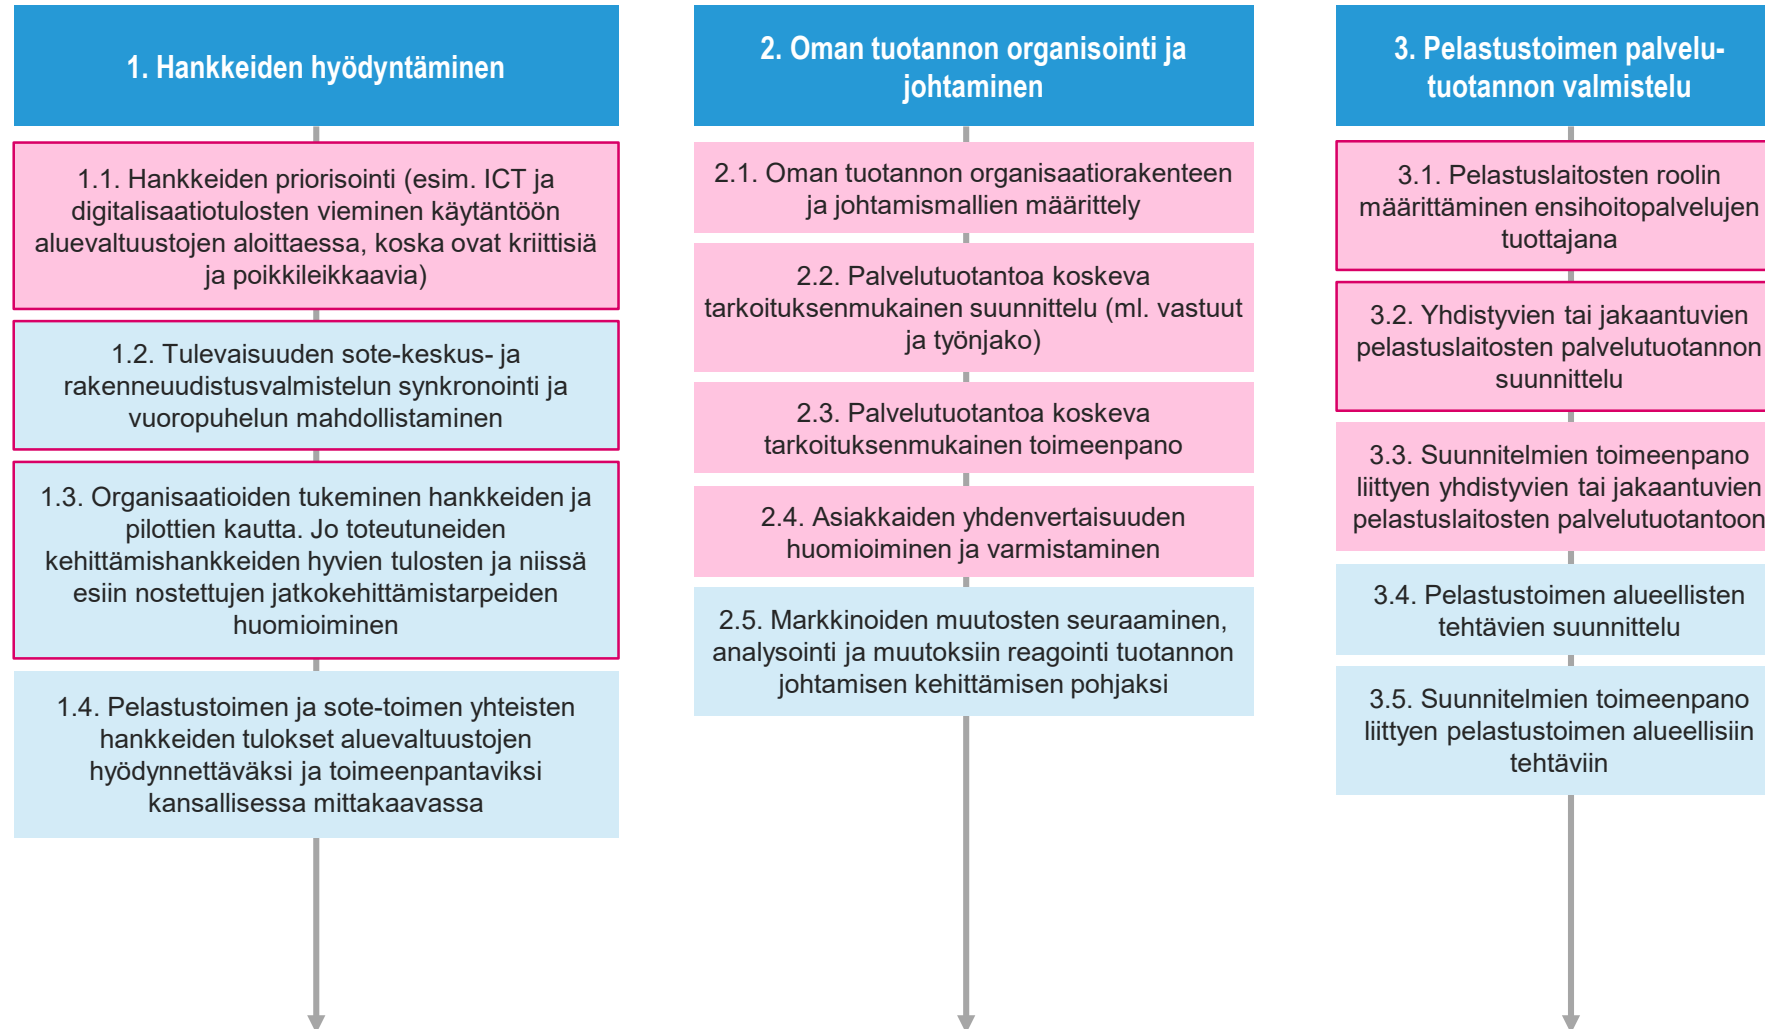 1. Hankkeiden hyödyntäminen
1.1. Hankkeiden priorisointi (esim. ICT ja
digitalisaatiotulosten vieminen käytäntöön
aluevaltuustojen aloittaessa, koska ovat kriittisiä
ja poikkileikkaavia)
1.2. Tulevaisuuden sote-keskus- ja
rakenneuudistusvalmistelun synkronointi ja
vuoropuhelun mahdollistaminen
1.3. Organisaatioiden tukeminen hankkeiden ja
pilottien kautta. Jo toteutuneiden
kehittämishankkeiden hyvien tulosten ja niissä
esiin nostettujen jatkokehittämistarpeiden
huomioiminen
1.4. Pelastustoimen ja sote-toimen yhteisten
hankkeiden tulokset aluevaltuustojen
hyödynnettäväksi ja toimeenpantaviksi
kansallisessa mittakaavassa
2. Oman tuotannon organisointi ja
johtaminen
2.1. Oman tuotannon organisaatiorakenteen
ja johtamismallien määrittely
2.2. Palvelutuotantoa koskeva
tarkoituksenmukainen suunnittelu (ml. vastuut
ja työnjako)
2.3. Palvelutuotantoa koskeva
tarkoituksenmukainen toimeenpano
2.4. Asiakkaiden yhdenvertaisuuden
huomioiminen ja varmistaminen
2.5. Markkinoiden muutosten seuraaminen,
analysointi ja muutoksiin reagointi tuotannon
johtamisen kehittämisen pohjaksi
3. Pelastustoimen palvelu-
tuotannon valmistelu
3.1. Pelastuslaitosten roolin
määrittäminen ensihoitopalvelujen
tuottajana
3.2. Yhdistyvien tai jakaantuvien
pelastuslaitosten palvelutuotannon
suunnittelu
3.3. Suunnitelmien toimeenpano
liittyen yhdistyvien tai jakaantuvien
pelastuslaitosten palvelutuotantoon
3.4. Pelastustoimen alueellisten
tehtävien suunnittelu
3.5. Suunnitelmien toimeenpano
liittyen pelastustoimen alueellisiin
tehtäviin